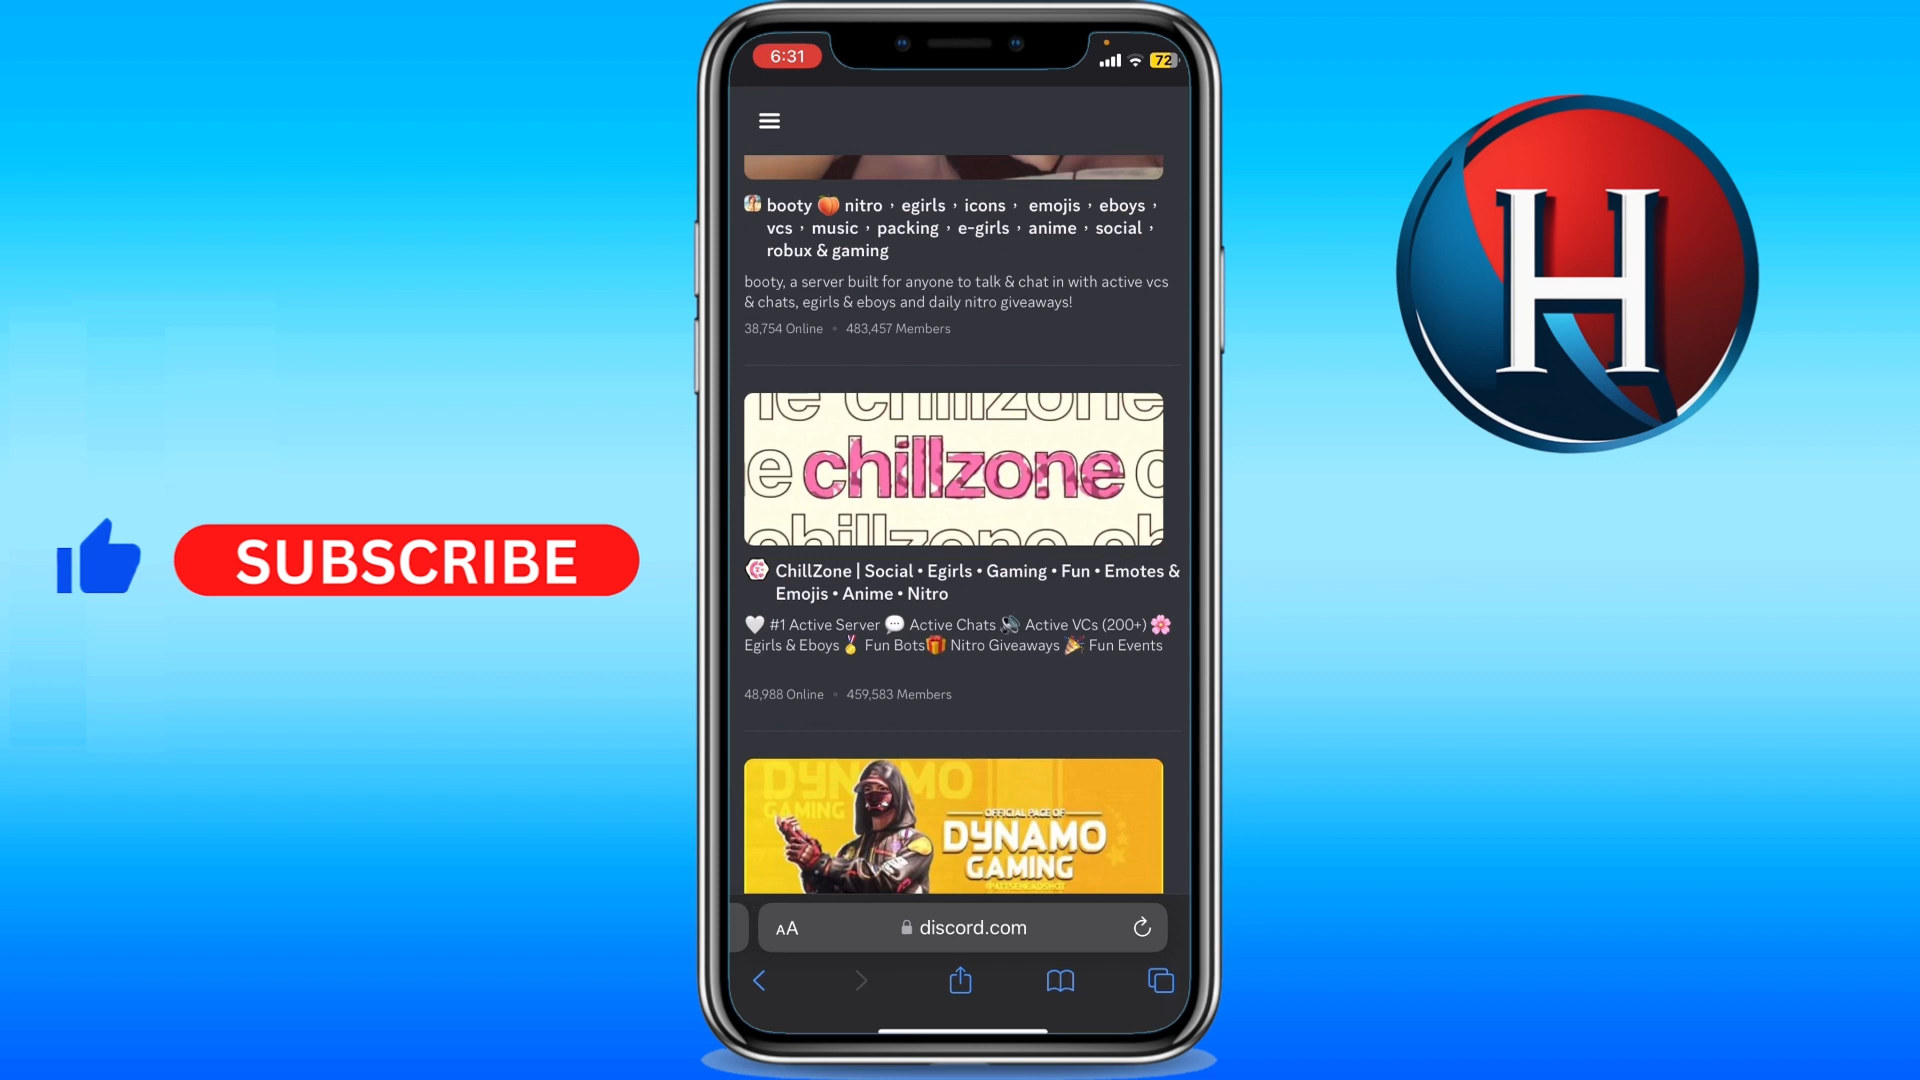 6:31
72
booty 🍑 nitro , egirls , icons , emojis , eboys ,
vcs , music , packing , e-girls , anime , social ,
robux & gaming
booty, a server built for anyone to talk & chat in with active vcs
& chats, egirls & eboys and daily nitro giveaways!
38,754 Online • 483,457 Members
le chillzone
e chillzone c
chillzone ch
ChillZone | Social • Egirls • Gaming • Fun • Emotes &
Emojis • Anime • Nitro
🤍 #1 Active Server 💬 Active Chats 🔊 Active VCs (200+) 🌸
Egirls & Eboys 🏅 Fun Bots🎁 Nitro Giveaways 🎉 Fun Events
48,988 Online • 459,583 Members
DYNAMO
GAMING
OFFICIAL PAGE OF
DYNAMO
GAMING
AA discord.com
SUBSCRIBE
H